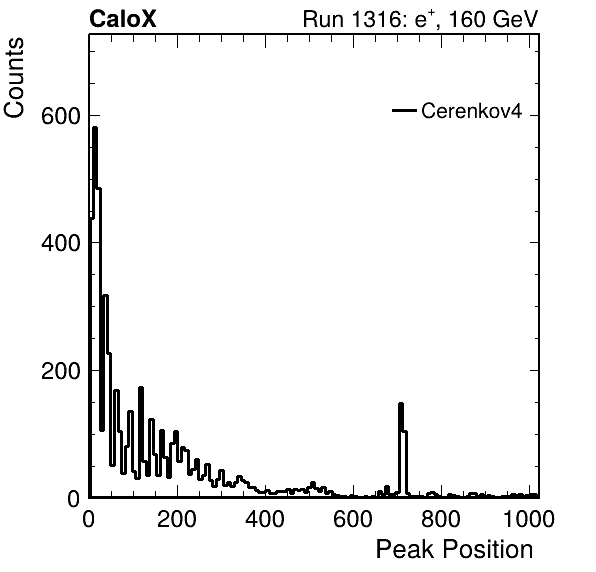 CaloX
Run 1316: e+, 160 GeV
Counts
Cerenkov4
600
400
200
0
0 200 400 600 800 1000
Peak Position